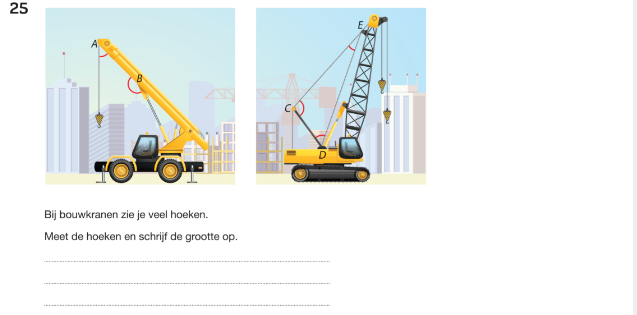 25
A
B
E
C
D
Bij bouwkranen zie je veel hoeken.
Meet de hoeken en schrijf de grootte op.